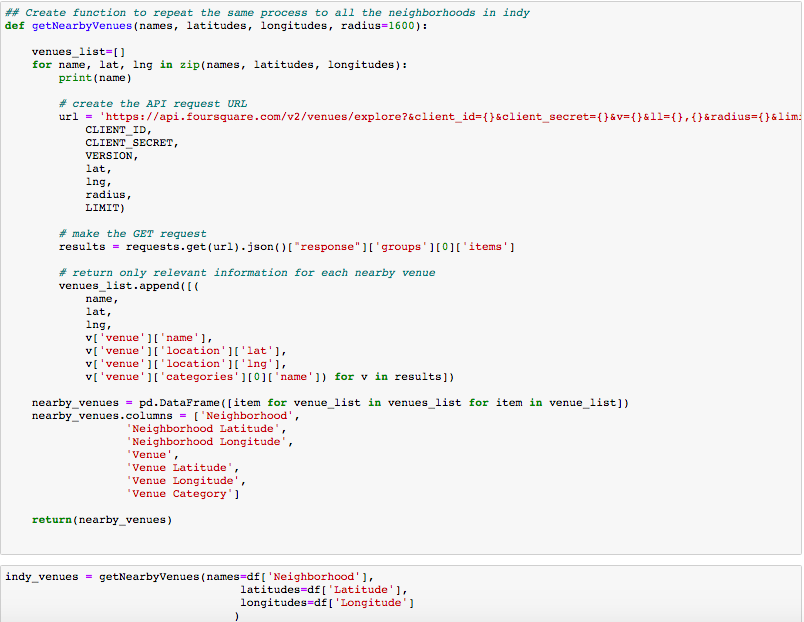 ## Create function to repeat the same process to all the neighborhoods in indy
def getNearbyVenues(names, latitudes, longitudes, radius=1600):
venues_list=[]
for name, lat, lng in zip(names, latitudes, longitudes):
print(name)
# create the API request URL
url = 'https://api.foursquare.com/v2/venues/explore?&client_id={}&client_secret={}&v={}&ll={},{}&radius={}&limi
CLIENT_ID,
CLIENT_SECRET,
VERSION,
lat,
lng,
radius,
LIMIT)
# make the GET request
results = requests.get(url).json()["response"]['groups'][0]['items']
# return only relevant information for each nearby venue
venues_list.append([(
name,
lat,
lng,
v['venue']['name'],
v['venue']['location']['lat'],
v['venue']['location']['lng'],
v['venue']['categories'][0]['name']) for v in results])
nearby_venues = pd.DataFrame([item for venue_list in venues_list for item in venue_list])
nearby_venues.columns = ['Neighborhood',
'Neighborhood Latitude',
'Neighborhood Longitude',
'Venue',
'Venue Latitude',
'Venue Longitude',
'Venue Category']
return(nearby_venues)
indy_venues = getNearbyVenues(names=df['Neighborhood'],
latitudes=df['Latitude'],
longitudes=df['Longitude']
)